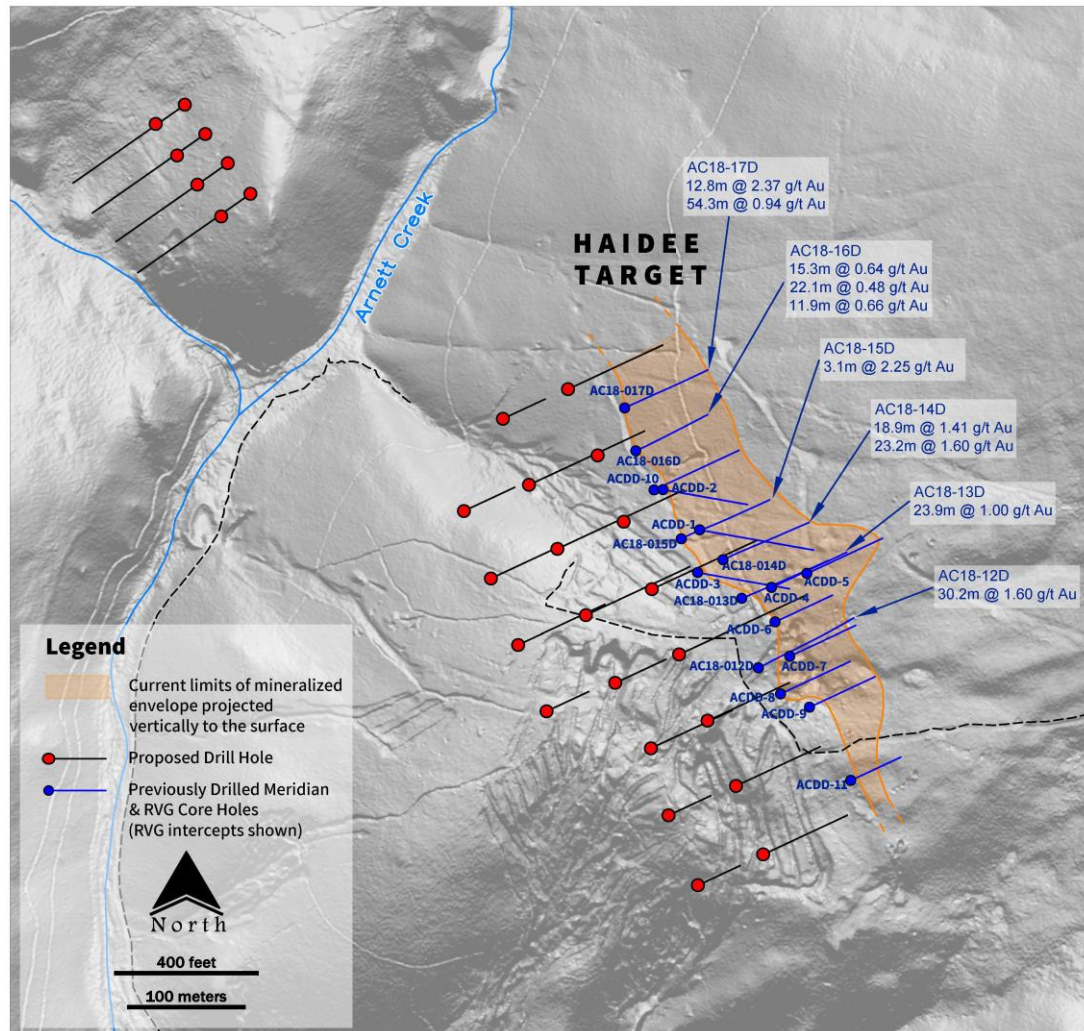 AC18-17D
12.8m @ 2.37 g/t Au
54.3m @ 0.94 g/t Au
Arnett Creek
HAIDEE
TARGET
AC18-16D
15.3m @ 0.64 g/t Au
22.1m @ 0.48 g/t Au
11.9m @ 0.66 g/t Au
AC18-15D
3.1m @ 2.25 g/t Au
AC18-14D
18.9m @ 1.41 g/t Au
23.2m @ 1.60 g/t Au
AC18-13D
23.9m @ 1.00 g/t Au
AC18-12D
30.2m @ 1.60 g/t Au
AC18-017D
AC18-016D
ACDD-10
ACDD-2
ACDD-1
AC18-015D
AC18-014D
ACDD-3
ACDD-5
ACDD-4
AC18-013D
ACDD-6
AC18-012D
ACDD-7
ACDD-8
ACDD-9
ACDD-11
Legend
Current limits of mineralized
envelope projected
vertically to the surface
Proposed Drill Hole
Previously Drilled Meridian
& RVG Core Holes
(RVG intercepts shown)
North
400 feet
100 meters